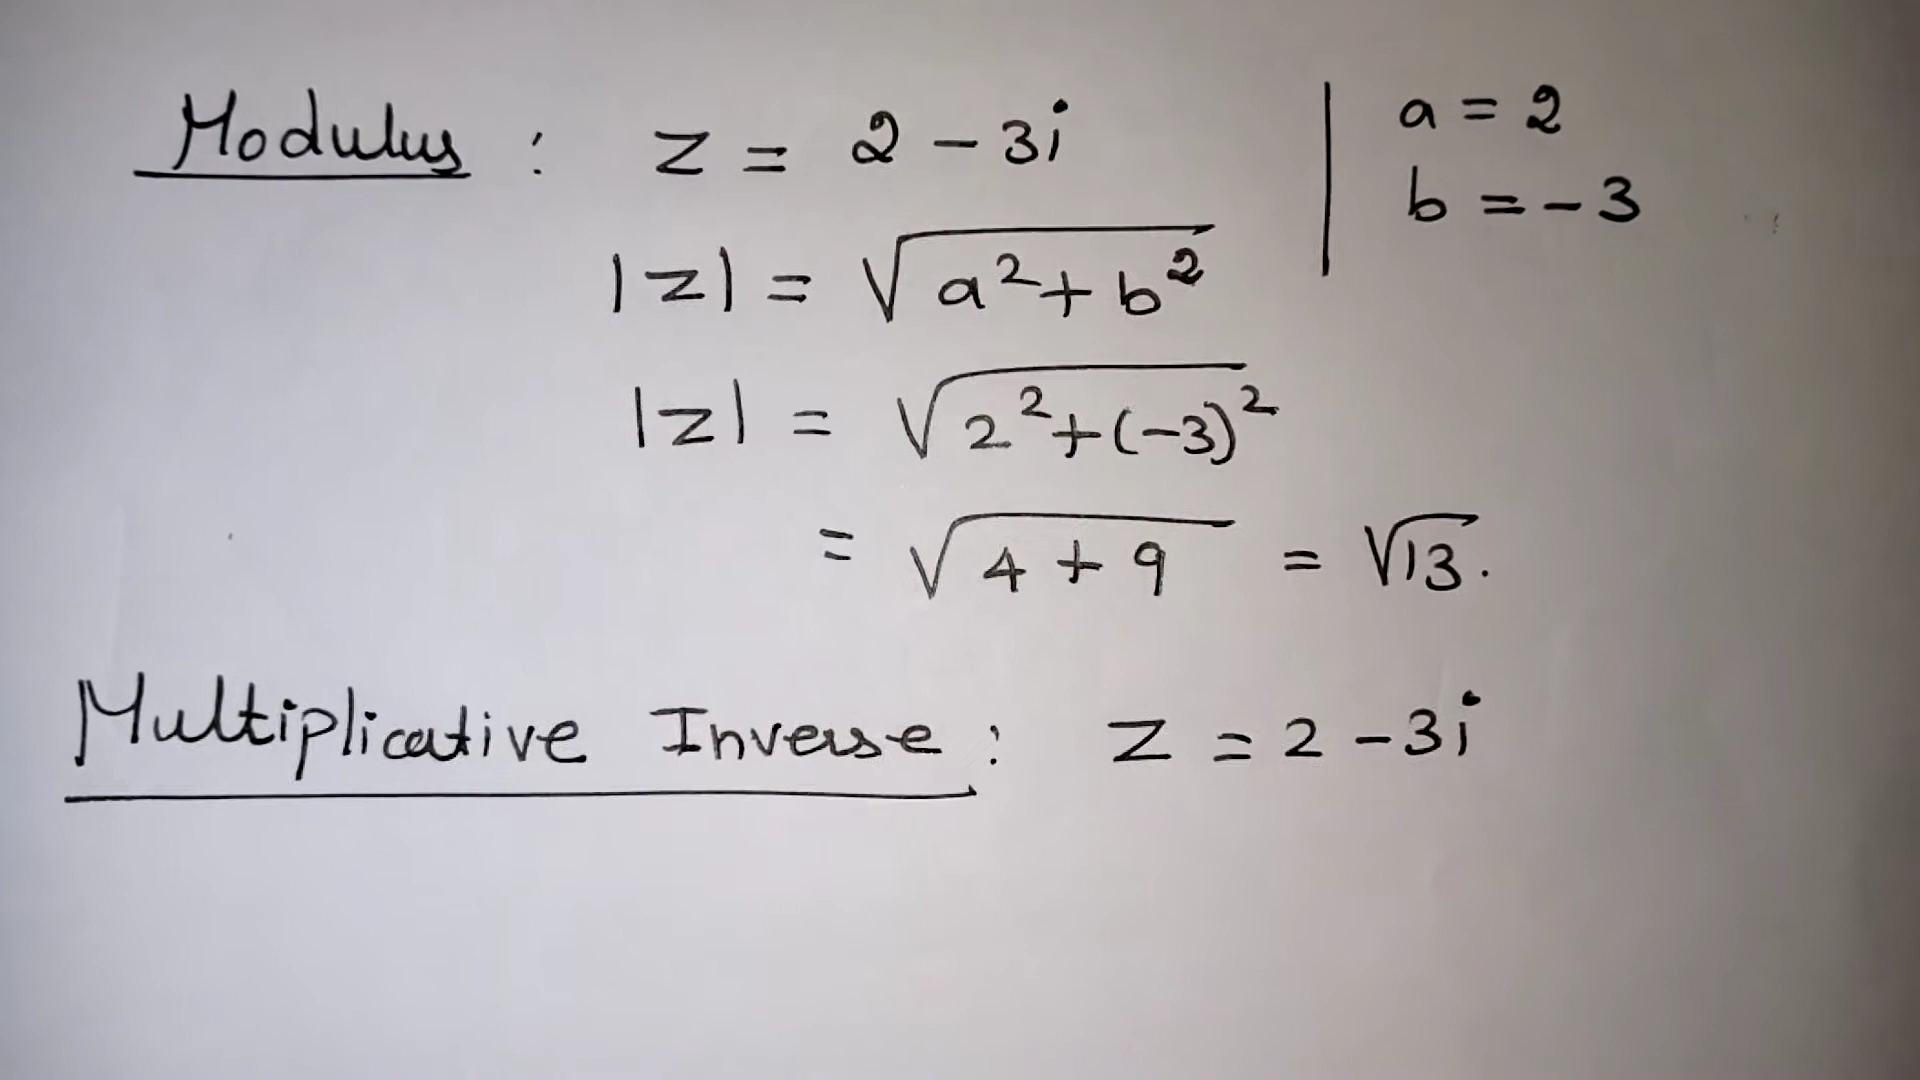 Modulus : z = 2 - 3i | a = 2
b = -3
|z| = √(a² + b²)
|z| = √(2² + (-3)²)
= √(4 + 9) = √13.
Multiplicative Inverse : z = 2 - 3i